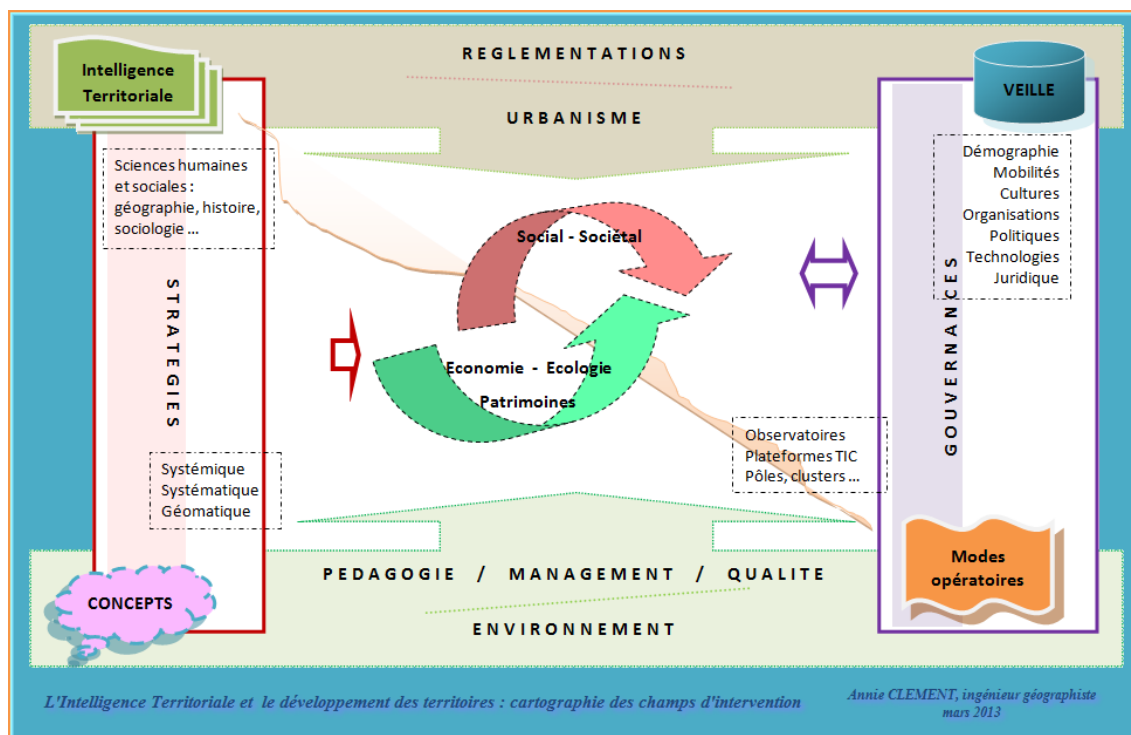 REGLEMENTATIONS
URBANISME
Intelligence
Territoriale
VEILLE
Sciences humaines
et sociales :
géographie, histoire,
sociologie ...
Démographie
Mobilités
Cultures
Organisations
Politiques
Technologies
Juridique
STRATEGIES
Social - Sociétal
Economie - Ecologie
Patrimoines
GOUVERNANCES
Observatoires
Plateformes TIC
Pôles, clusters ...
Systémique
Systématique
Géomatique
CONCEPTS
Modes
opératoires
PEDAGOGIE / MANAGEMENT / QUALITE
ENVIRONNEMENT
L'Intelligence Territoriale et le développement des territoires : cartographie des champs d'intervention
Annie CLEMENT, ingénieur géographiste
mars 2013